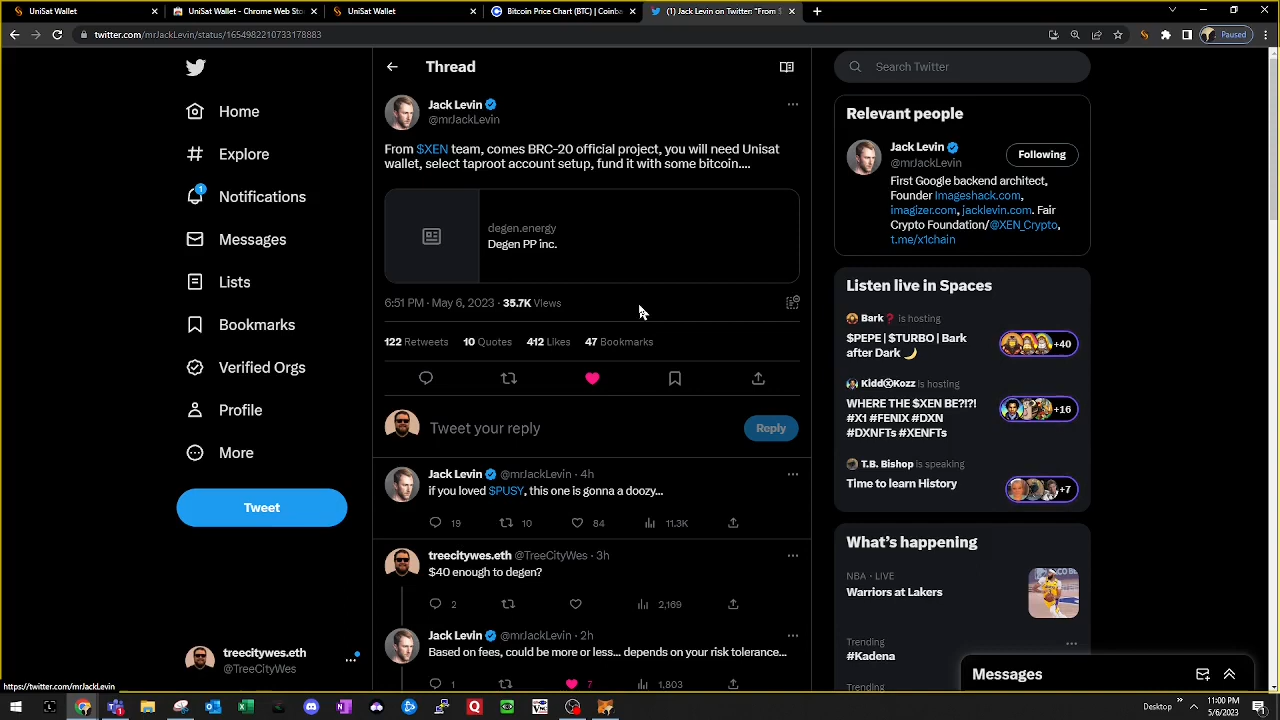 UniSat Wallet
UniSat Wallet - Chrome Web Sto
UniSat Wallet
Bitcoin Price Chart (BTC) | Coinba
(1) Jack Levin on Twitter: "From $
twitter.com/mrJackLevin/status/1654982210733178883
Paused
Home
Explore
1
Notifications
Messages
Lists
Bookmarks
Verified Orgs
Profile
More
Tweet
treecitywes.eth
@TreeCityWes
https://twitter.com/mrJackLevin
Thread
Jack Levin
@mrJackLevin
From $XEN team, comes BRC-20 official project, you will need Unisat
wallet, select taproot account setup, fund it with some bitcoin....
degen.energy
Degen PP inc.
6:51 PM · May 6, 2023 · 35.7K Views
122 Retweets 10 Quotes 412 Likes 47 Bookmarks
Tweet your reply
Reply
Jack Levin @mrJackLevin · 4h
if you loved $PUSY, this one is gonna a doozy...
19 10 84 11.3K
treecitywes.eth @TreeCityWes · 3h
$40 enough to degen?
2 2,169
Jack Levin @mrJackLevin · 2h
Based on fees, could be more or less... depends on your risk tolerance...
1 7 1,803
Search Twitter
Relevant people
Jack Levin
@mrJackLevin
Following
First Google backend architect,
Founder Imageshack.com,
imagizer.com, jacklevin.com. Fair
Crypto Foundation/@XEN_Crypto,
t.me/x1chain
Listen live in Spaces
Bark❓ is hosting
$PEPE | $TURBO | Bark
after Dark 🌙
+40
KiddⓍKozz is hosting
WHERE THE $XEN BE?!?!
#X1 #FENIX #DXN
#DXNFTs #XENFTs
+16
T.B. Bishop is speaking
Time to learn History
+7
What's happening
NBA · LIVE
Warriors at Lakers
Trending
#Kadena
Trending
Messages
Desktop
11:00 PM
5/6/2023